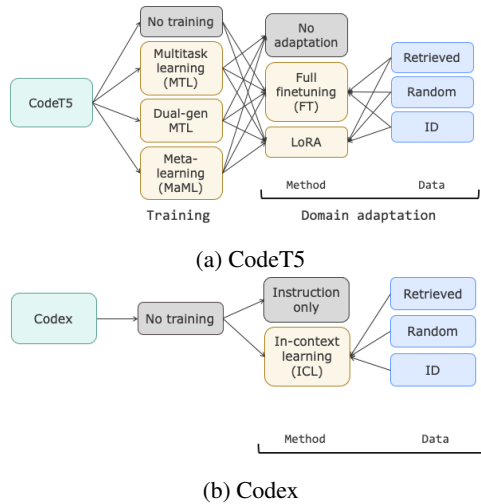 CodeT5
No training
Multitask
learning
(MTL)
Dual-gen
MTL
Meta-
learning
(MaML)
No
adaptation
Full
finetuning
(FT)
LoRA
Retrieved
Random
ID
Method
Data
Training
Domain adaptation
(a) CodeT5
Codex
No training
Instruction
only
In-context
learning
(ICL)
Retrieved
Random
ID
Method
Data
(b) Codex